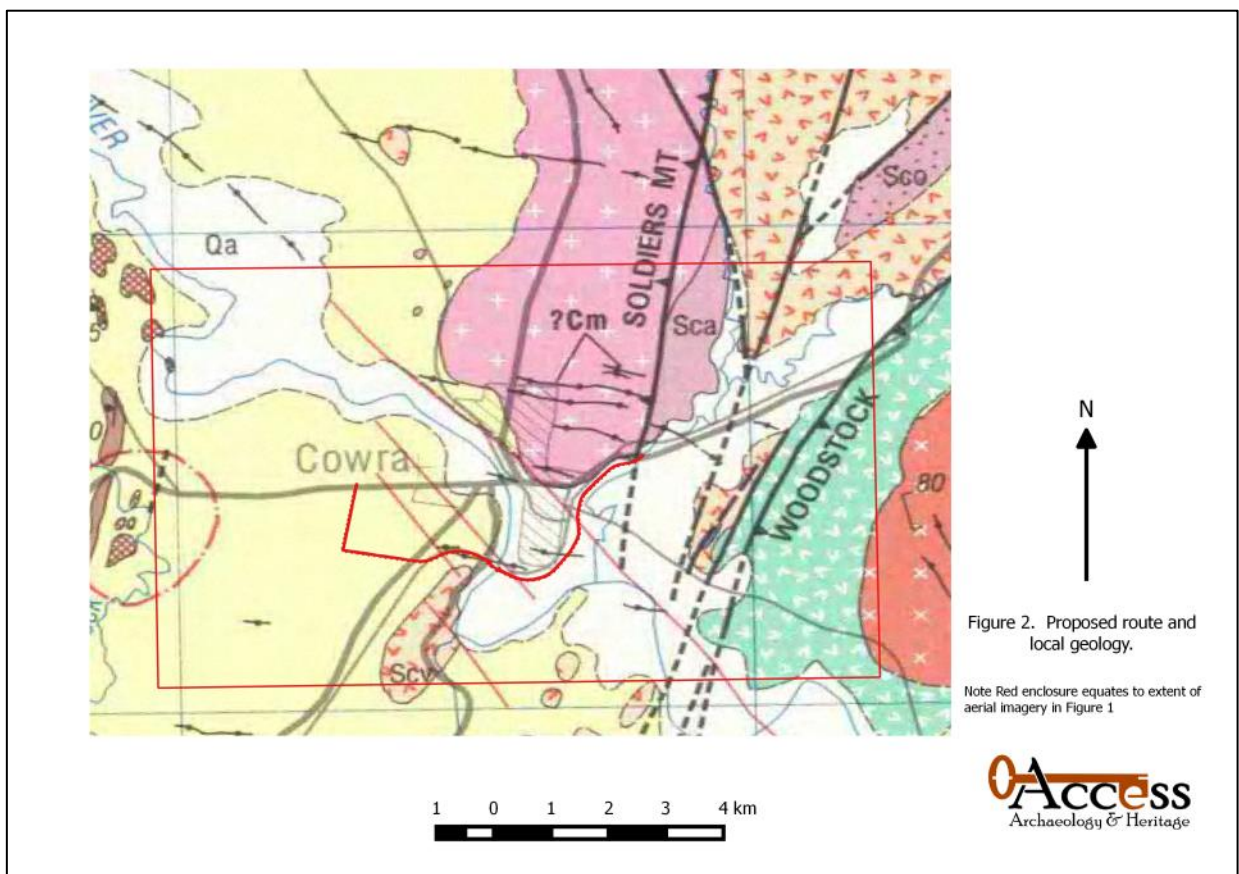 Qa
SOLDIERS MT
?Cm
Sca
Sco
Cowra
WOODSTOCK
80
Scv
N
Figure 2. Proposed route and
local geology.
Note Red enclosure equates to extent of
aerial imagery in Figure 1
1 0 1 2 3 4 km
Access
Archaeology & Heritage